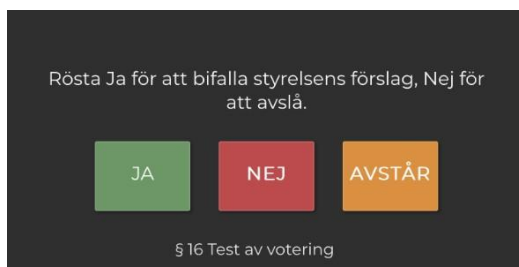 Rösta Ja för att bifalla styrelsens förslag, Nej för
att avslå.
JA
NEJ
AVSTÅR
§ 16 Test av votering